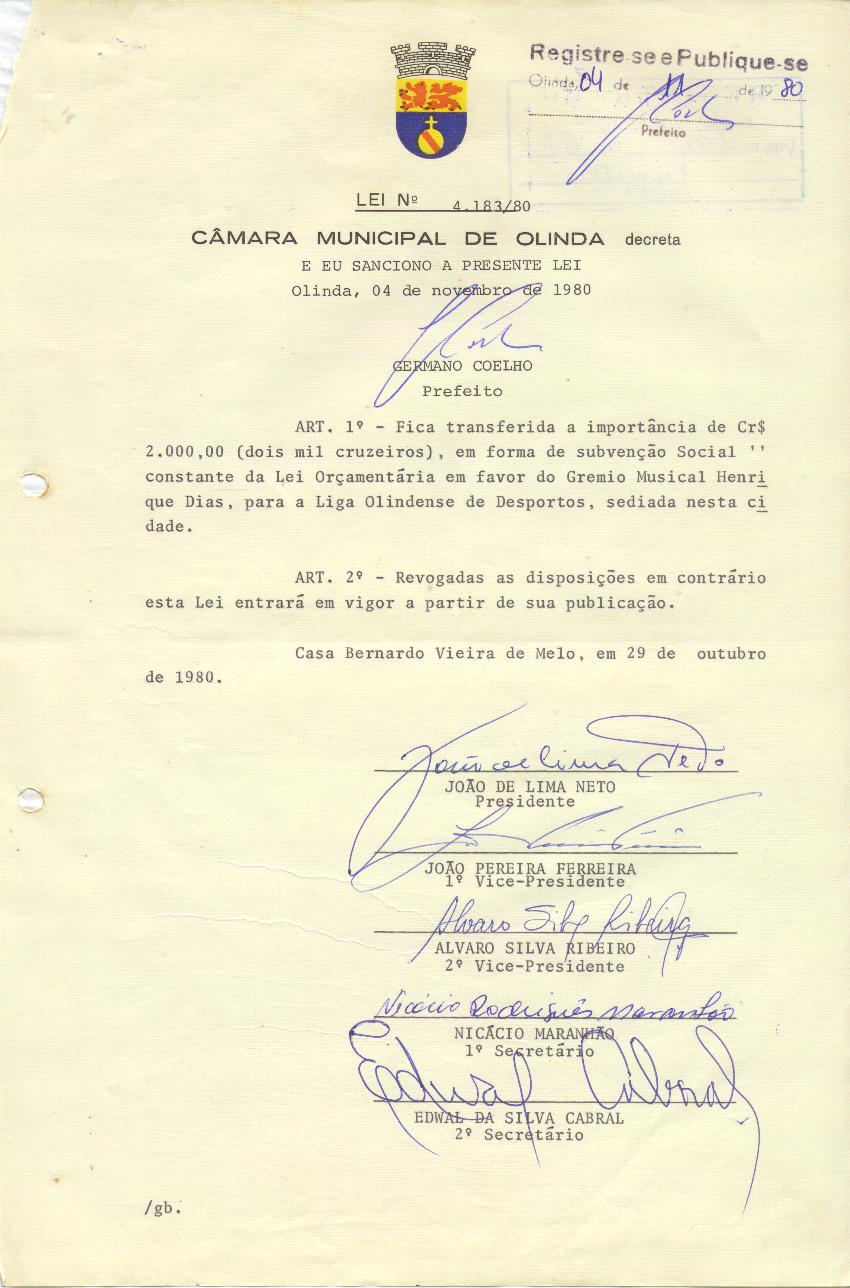 Registre-se e Publique-se
Olinda, 04 de 11 de 19 80
Prefeito
LEI Nº 4.183/80
CÂMARA MUNICIPAL DE OLINDA decreta
E EU SANCIONO A PRESENTE LEI
Olinda, 04 de novembro de 1980
GERMANO COELHO
Prefeito
ART. 1º - Fica transferida a importância de Cr$
2.000,00 (dois mil cruzeiros), em forma de subvenção Social ''
constante da Lei Orçamentária em favor do Gremio Musical Henri
que Dias, para a Liga Olindense de Desportos, sediada nesta ci
dade.
ART. 2º - Revogadas as disposições em contrário
esta Lei entrará em vigor a partir de sua publicação.
Casa Bernardo Vieira de Melo, em 29 de outubro
de 1980.
João de Lima Neto
JOÃO DE LIMA NETO
Presidente
JOÃO PEREIRA FERREIRA
1º Vice-Presidente
Alvaro Silva Ribeiro
ALVARO SILVA RIBEIRO
2º Vice-Presidente
Nicácio Rodrigues Maranhão
NICÁCIO MARANHÃO
1º Secretário
Edwal Cabral
EDWAL DA SILVA CABRAL
2º Secretário
/gb.